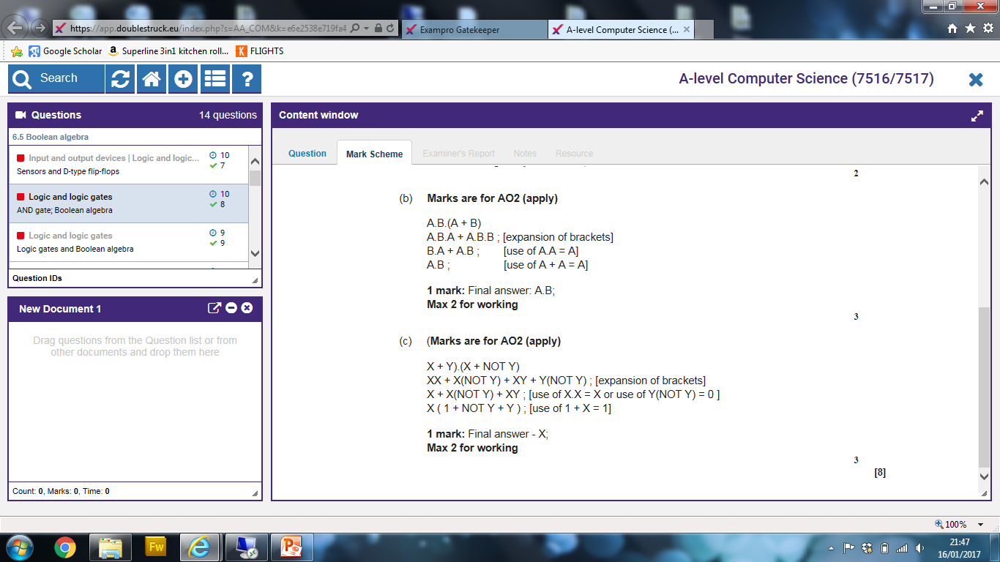 https://app.doublestruck.eu/index.php?s=AA_COM&k=e6e2538e719fa4
Exampro Gatekeeper
A-level Computer Science (...
Google Scholar
Superline 3in1 kitchen roll...
FLIGHTS
Search
A-level Computer Science (7516/7517)
Questions
14 questions
6.5 Boolean algebra
Input and output devices | Logic and logic...
10
Sensors and D-type flip-flops
7
Logic and logic gates
10
AND gate; Boolean algebra
8
Logic and logic gates
9
Logic gates and Boolean algebra
9
Question IDs
New Document 1
Drag questions from the Question list or from
other documents and drop them here
Count: 0, Marks: 0, Time: 0
Content window
Question
Mark Scheme
Examiner's Report
Notes
Resource
2
(b) Marks are for AO2 (apply)
A.B.(A + B)
A.B.A + A.B.B ; [expansion of brackets]
B.A + A.B ; [use of A.A = A]
A.B ; [use of A + A = A]
1 mark: Final answer: A.B;
Max 2 for working
3
(c) (Marks are for AO2 (apply)
X + Y).(X + NOT Y)
XX + X(NOT Y) + XY + Y(NOT Y) ; [expansion of brackets]
X + X(NOT Y) + XY ; [use of X.X = X or use of Y(NOT Y) = 0 ]
X ( 1 + NOT Y + Y ) ; [use of 1 + X = 1]
1 mark: Final answer - X;
Max 2 for working
3
[8]
100%
Fw
21:47
16/01/2017